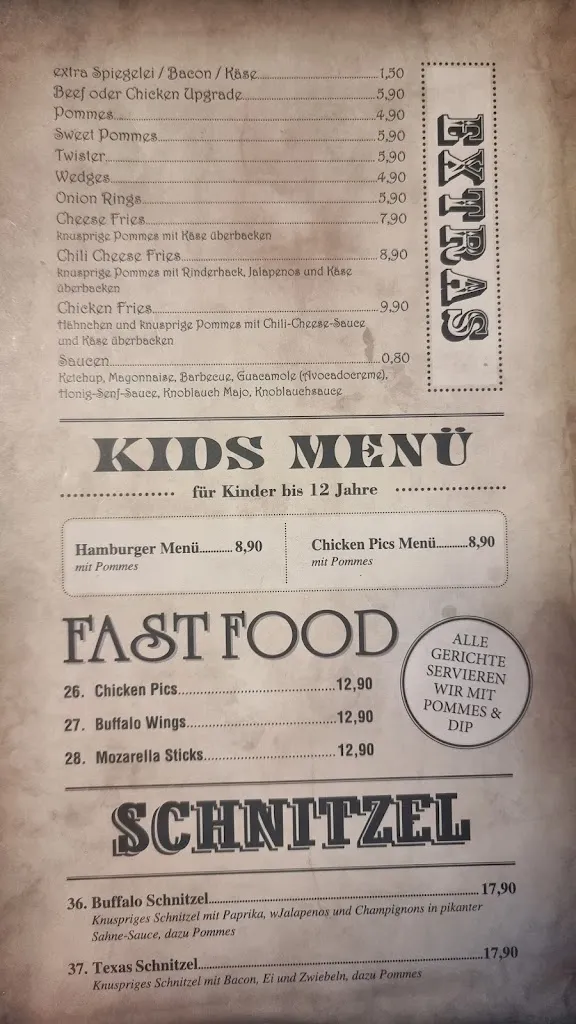 extra Spiegelei / Bacon / Käse 1,50
Beef oder Chicken Upgrade 5,90
Pommes 4,90
Sweet Pommes 5,90
Twister 5,90
Wedges 4,90
Onion Rings 5,90
Cheese Fries 7,90
knusprige Pommes mit Käse überbacken
Chili Cheese Fries 8,90
knusprige Pommes mit Rinderhack, Jalapenos und Käse
überbacken
Chicken Fries 9,90
Hähnchen und knusprige Pommes mit Chili-Cheese-Sauce
und Käse überbacken
Saucen 0,80
Ketchup, Mayonnaise, Barbecue, Guacamole (Avocadocreme),
Honig-Senf-Sauce, Knoblauch Majo, Knoblauchsauce
EXTRAS
KIDS MENÜ
für Kinder bis 12 Jahre
Hamburger Menü 8,90
mit Pommes
Chicken Pics Menü 8,90
mit Pommes
FAST FOOD
26. Chicken Pics 12,90
27. Buffalo Wings 12,90
28. Mozarella Sticks 12,90
ALLE
GERICHTE
SERVIEREN
WIR MIT
POMMES &
DIP
SCHNITZEL
36. Buffalo Schnitzel 17,90
Knuspriges Schnitzel mit Paprika, wJalapenos und Champignons in pikanter
Sahne-Sauce, dazu Pommes
37. Texas Schnitzel 17,90
Knuspriges Schnitzel mit Bacon, Ei und Zwiebeln, dazu Pommes